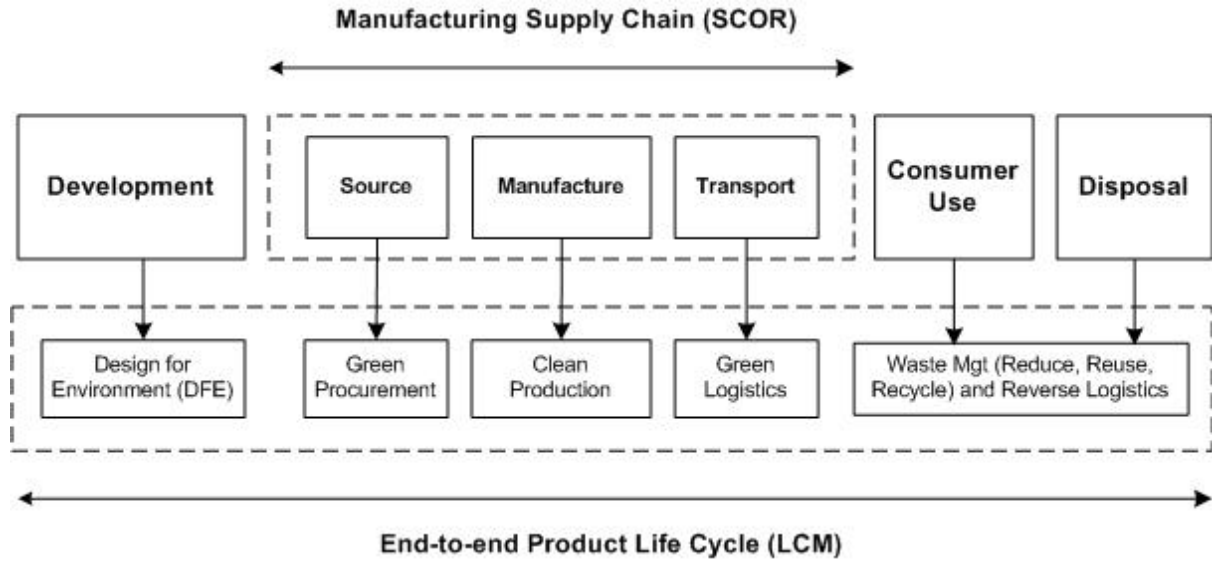 Manufacturing Supply Chain (SCOR)
Development
Source
Manufacture
Transport
Consumer
Use
Disposal
Design for
Environment (DFE)
Green
Procurement
Clean
Production
Green
Logistics
Waste Mgt (Reduce, Reuse,
Recycle) and Reverse Logistics
End-to-end Product Life Cycle (LCM)